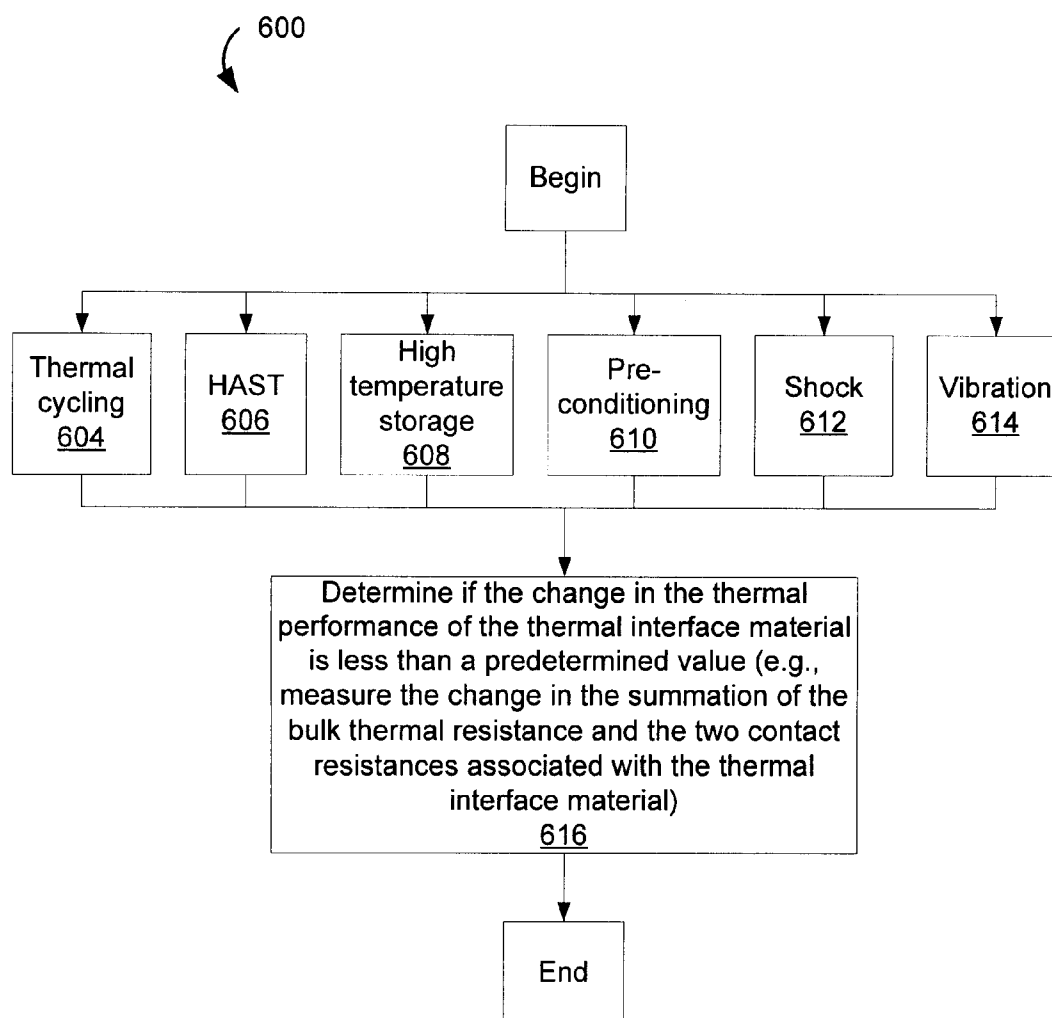 600
Begin
Thermal
cycling
604
HAST
606
High
temperature
storage
608
Pre-
conditioning
610
Shock
612
Vibration
614
Determine if the change in the thermal
performance of the thermal interface material
is less than a predetermined value (e.g.,
measure the change in the summation of the
bulk thermal resistance and the two contact
resistances associated with the thermal
interface material)
616
End